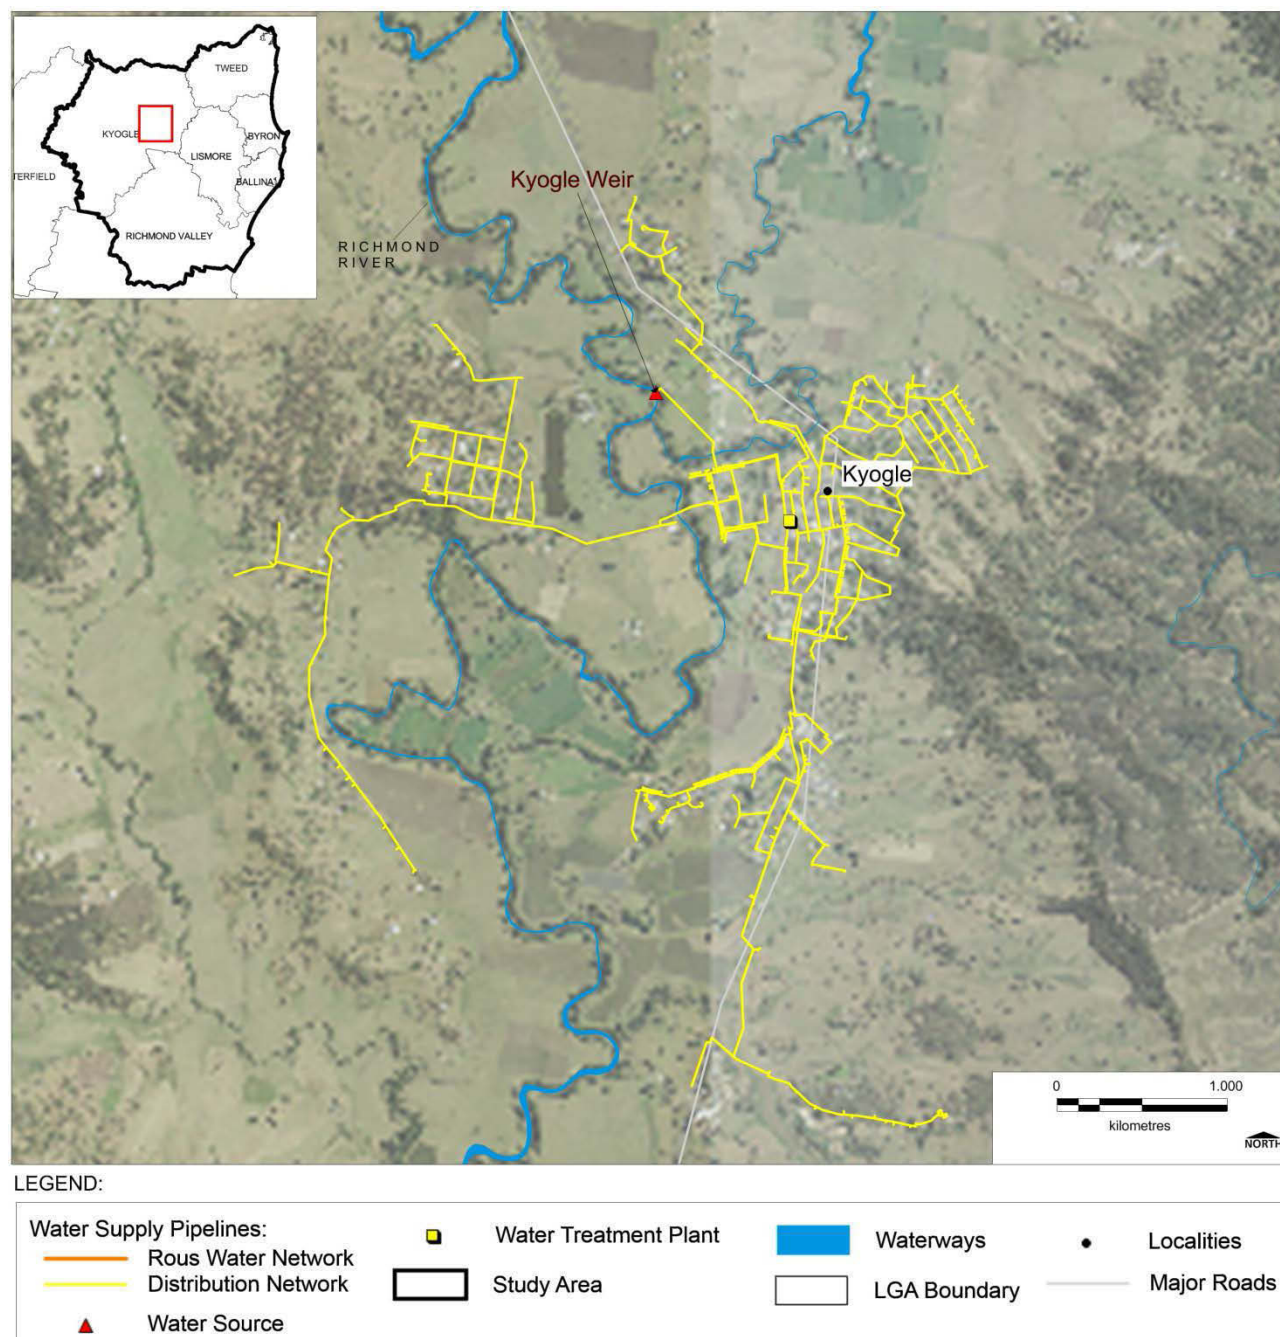 TWEED
KYOGLE
BYRON
LISMORE
TERFIELD
BALLINA
RICHMOND VALLEY
Kyogle Weir
RICHMOND
RIVER
Kyogle
0 1.000
kilometres
NORTH
LEGEND:
Water Supply Pipelines:
Rous Water Network
Distribution Network
Water Source
Water Treatment Plant
Study Area
Waterways
LGA Boundary
Localities
Major Roads